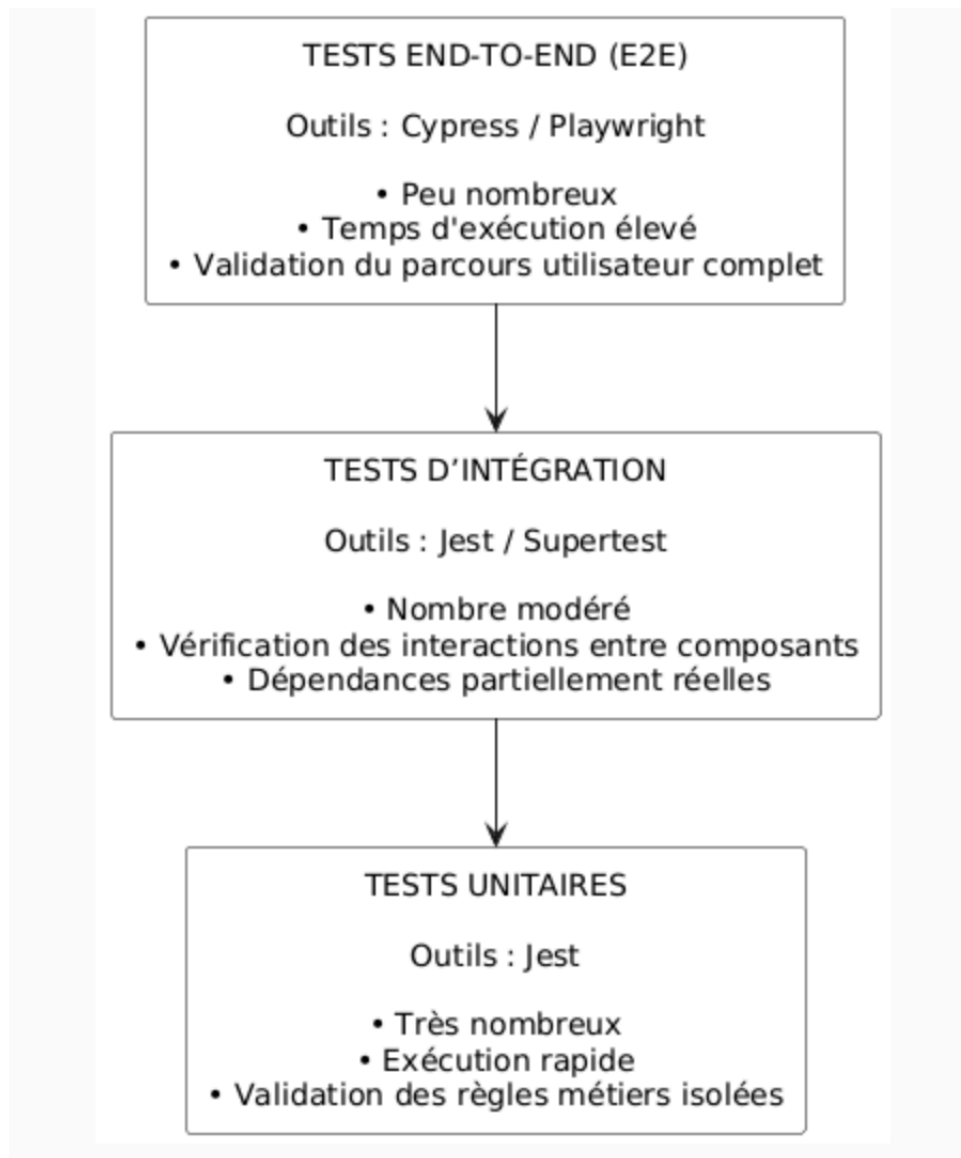 TESTS END-TO-END (E2E)
Outils : Cypress / Playwright
• Peu nombreux
• Temps d'exécution élevé
• Validation du parcours utilisateur complet
TESTS D’INTÉGRATION
Outils : Jest / Supertest
• Nombre modéré
• Vérification des interactions entre composants
• Dépendances partiellement réelles
TESTS UNITAIRES
Outils : Jest
• Très nombreux
• Exécution rapide
• Validation des règles métiers isolées